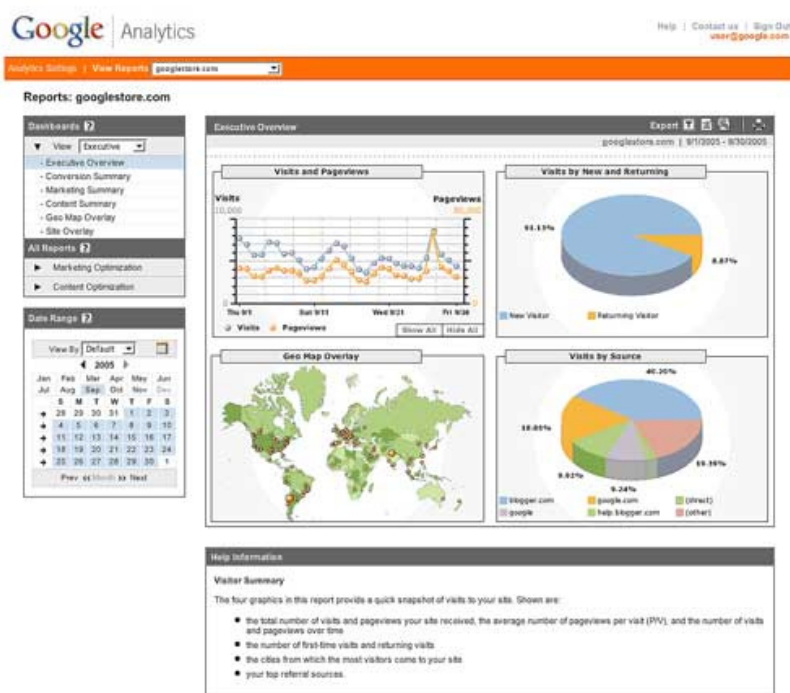 Google Analytics
Help | Contact us | Sign Out
user@google.com
Analytics Settings | View Reports googlestore.com
Reports: googlestore.com
Dashboards ?
View Executive
- Executive Overview
- Conversion Summary
- Marketing Summary
- Content Summary
- Geo Map Overlay
- Site Overlay
All Reports ?
Marketing Optimization
Content Optimization
Date Range ?
View By Default
2005
Jan Feb Mar Apr May Jun
Jul Aug Sep Oct Nov Dec
S M T W T F S
28 29 30 31 1 2 3
4 5 6 7 8 9 10
11 12 13 14 15 16 17
18 19 20 21 22 23 24
25 26 27 28 29 30 1
Prev << Month >> Next
Executive Overview
Export
googlestore.com | 9/1/2005 - 9/30/2005
Visits and Pageviews
Visits
Pageviews
10,000
0
0
Thu 9/1 Sun 9/11 Wed 9/21 Fri 9/30
Visits Pageviews Show All Hide All
Visits by New and Returning
91.13%
8.87%
New Visitor Returning Visitor
Geo Map Overlay
Visits by Source
40.20%
9.92%
9.24%
blogger.com google.com (direct)
google help.blogger.com (other)
Help Information
Visitor Summary
The four graphics in this report provide a quick snapshot of visits to your site. Shown are:
• the total number of visits and pageviews your site received, the average number of pageviews per visit (P/V), and the number of visits
and pageviews over time
• the number of first-time visits and returning visits
• the cities from which the most visitors come to your site
• your top referral sources.